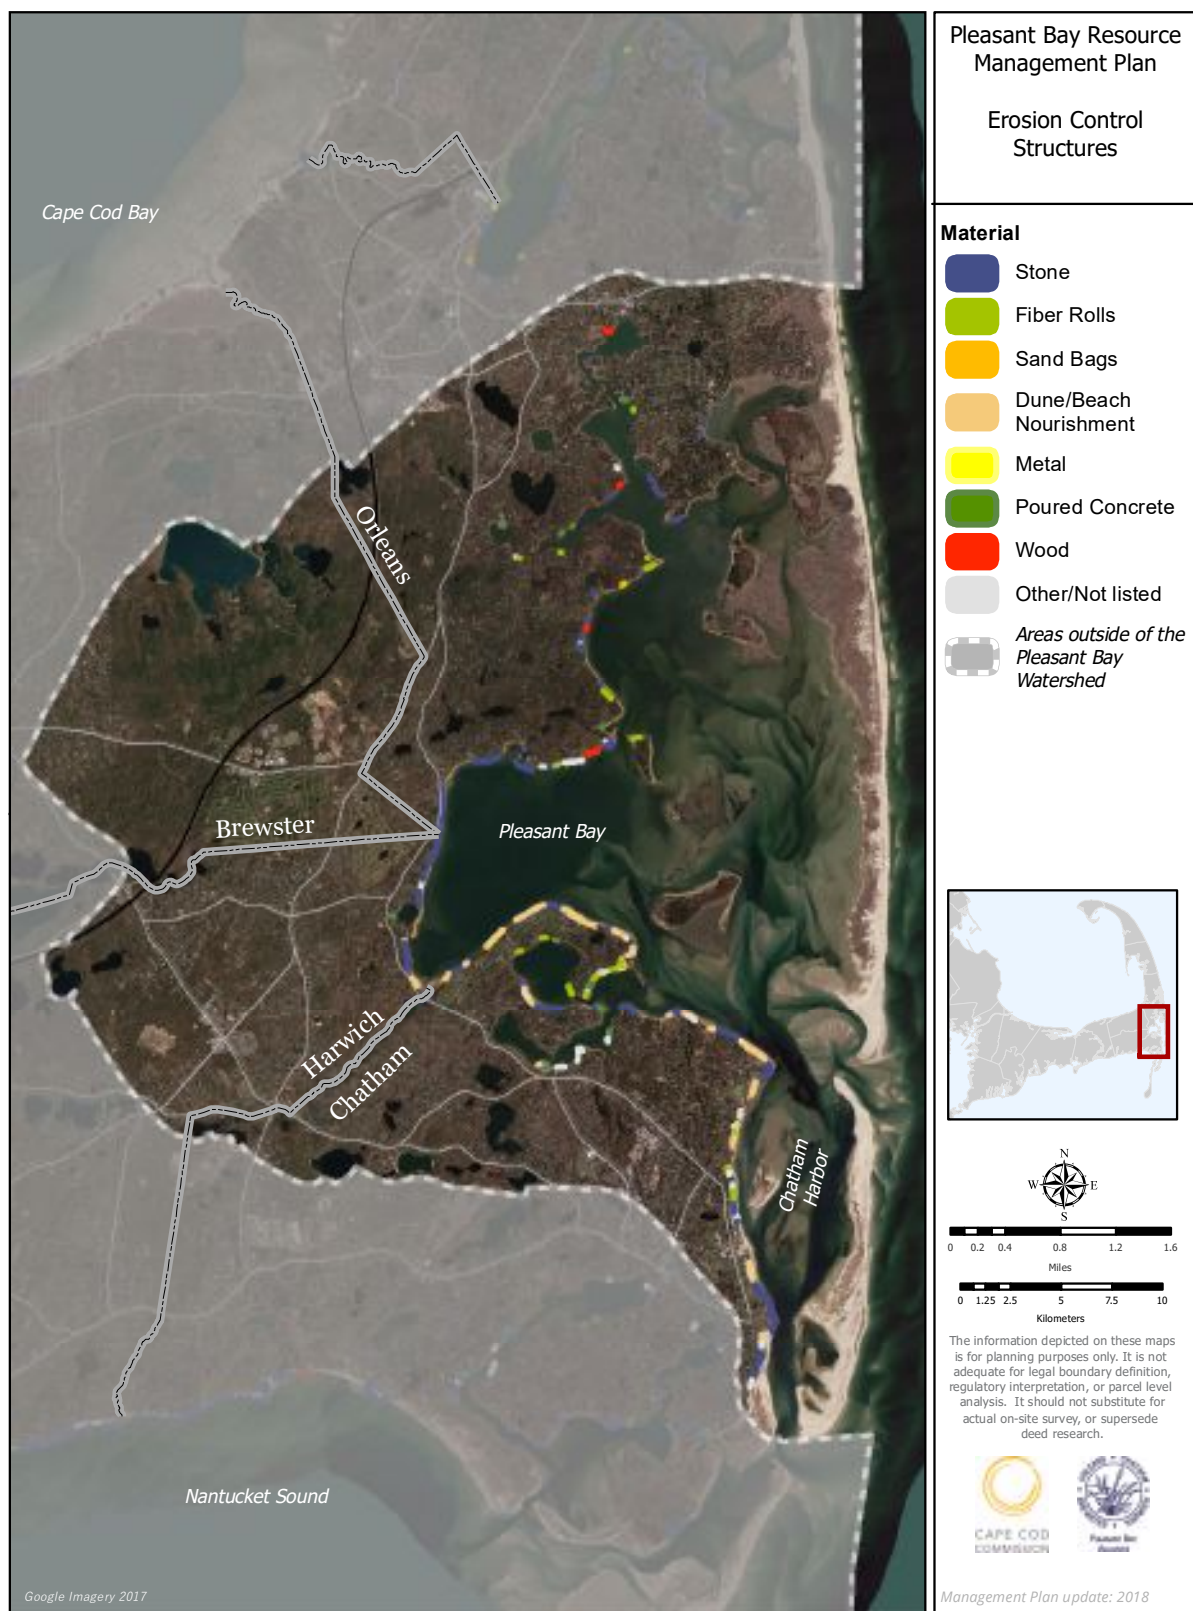 Pleasant Bay Resource
Management Plan
Erosion Control
Structures
Material
Stone
Fiber Rolls
Sand Bags
Dune/Beach
Nourishment
Metal
Poured Concrete
Wood
Other/Not listed
Areas outside of the
Pleasant Bay
Watershed
Cape Cod Bay
Orleans
Brewster
Pleasant Bay
Harwich
Chatham
Chatham
Harbor
Nantucket Sound
Google Imagery 2017
N
W E
S
0 0.2 0.4 0.8 1.2 1.6
Miles
0 1.25 2.5 5 7.5 10
Kilometers
The information depicted on these maps
is for planning purposes only. It is not
adequate for legal boundary definition,
regulatory interpretation, or parcel level
analysis. It should not substitute for
actual on-site survey, or supersede
deed research.
CAPE COD
COMMISSION
Pleasant Bay
Management Plan update: 2018